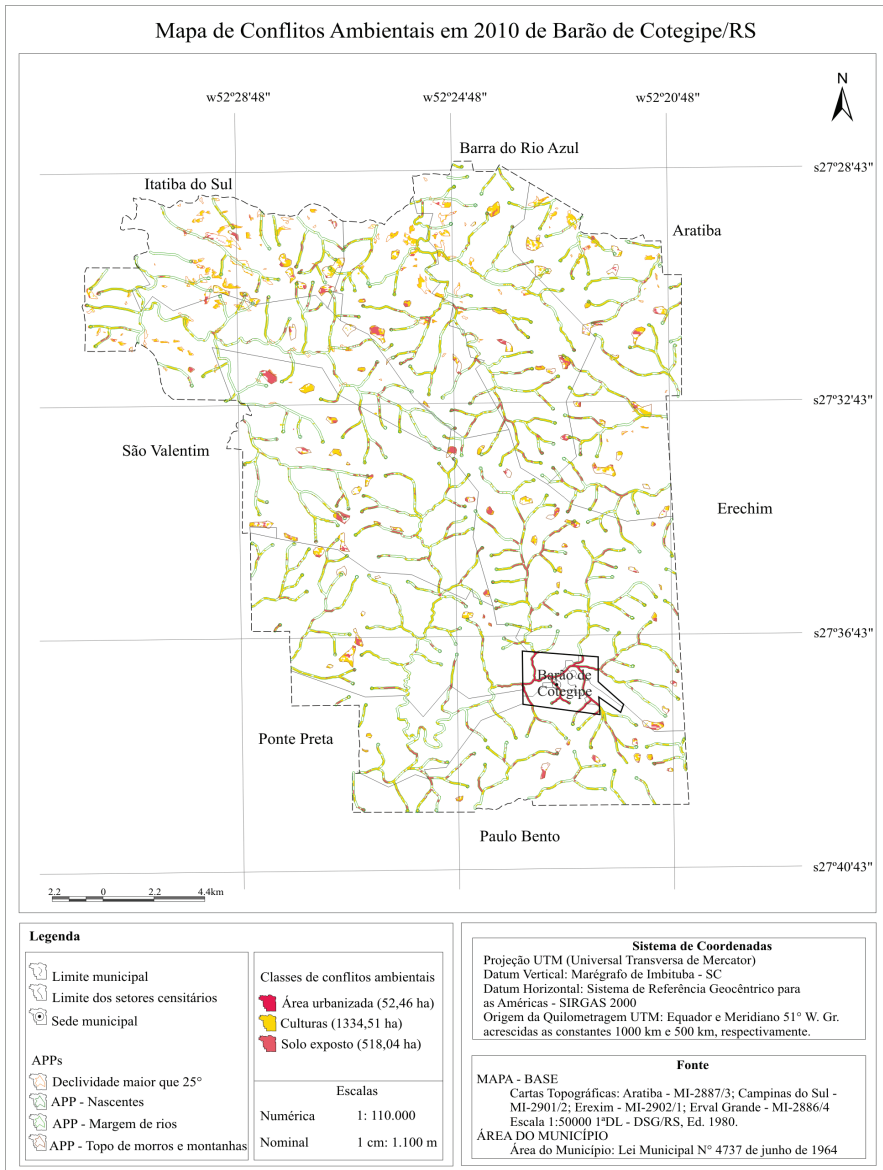 Mapa de Conflitos Ambientais em 2010 de Barão de Cotegipe/RS
N
w52º28'48"
w52º24'48"
w52º20'48"
Barra do Rio Azul
s27º28'43"
Itatiba do Sul
Aratiba
s27º32'43"
São Valentim
Erechim
s27º36'43"
Barão de
Cotegipe
Ponte Preta
Paulo Bento
s27º40'43"
2.2 0 2.2 4.4km
Legenda
Limite municipal
Limite dos setores censitários
Sede municipal
APPs
Declividade maior que 25°
APP - Nascentes
APP - Margem de rios
APP - Topo de morros e montanhas
Classes de conflitos ambientais
Área urbanizada (52,46 ha)
Culturas (1334,51 ha)
Solo exposto (518,04 ha)
Escalas
Numérica 1: 110.000
Nominal 1 cm: 1.100 m
Sistema de Coordenadas
Projeção UTM (Universal Transversa de Mercator)
Datum Vertical: Marégrafo de Imbituba - SC
Datum Horizontal: Sistema de Referência Geocêntrico para
as Américas - SIRGAS 2000
Origem da Quilometragem UTM: Equador e Meridiano 51° W. Gr.
acrescidas as constantes 1000 km e 500 km, respectivamente.
Fonte
MAPA - BASE
Cartas Topográficas: Aratiba - MI-2887/3; Campinas do Sul -
MI-2901/2; Erexim - MI-2902/1; Erval Grande - MI-2886/4
Escala 1:50000 1ªDL - DSG/RS, Ed. 1980.
ÁREA DO MUNICÍPIO
Área do Município: Lei Municipal N° 4737 de junho de 1964